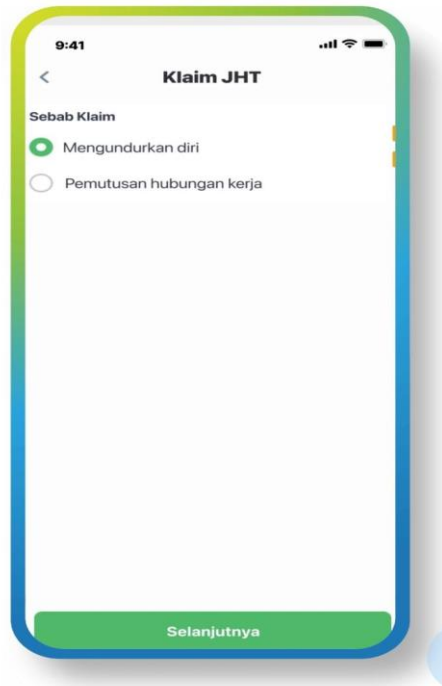 9:41
Klaim JHT
Sebab Klaim
Mengundurkan diri
Pemutusan hubungan kerja
Selanjutnya